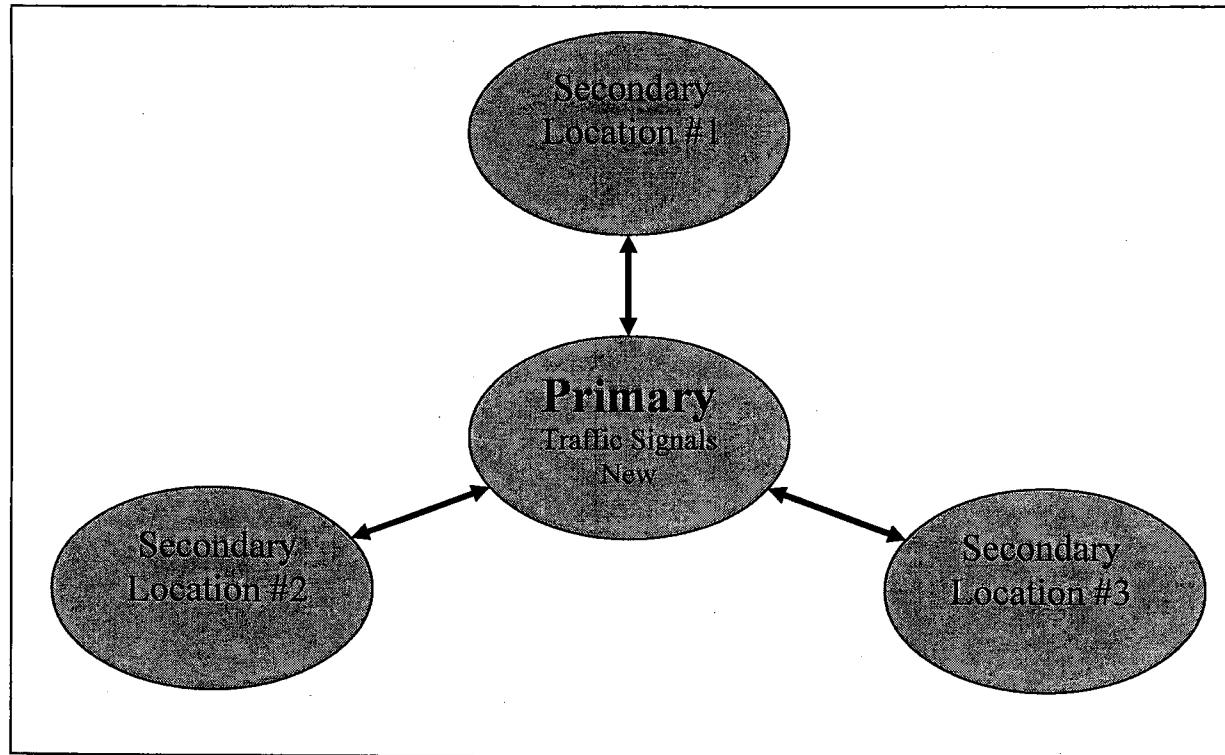 Secondary
Location #1
Primary
Traffic Signals
New
Secondary
Location #2
Secondary
Location #3